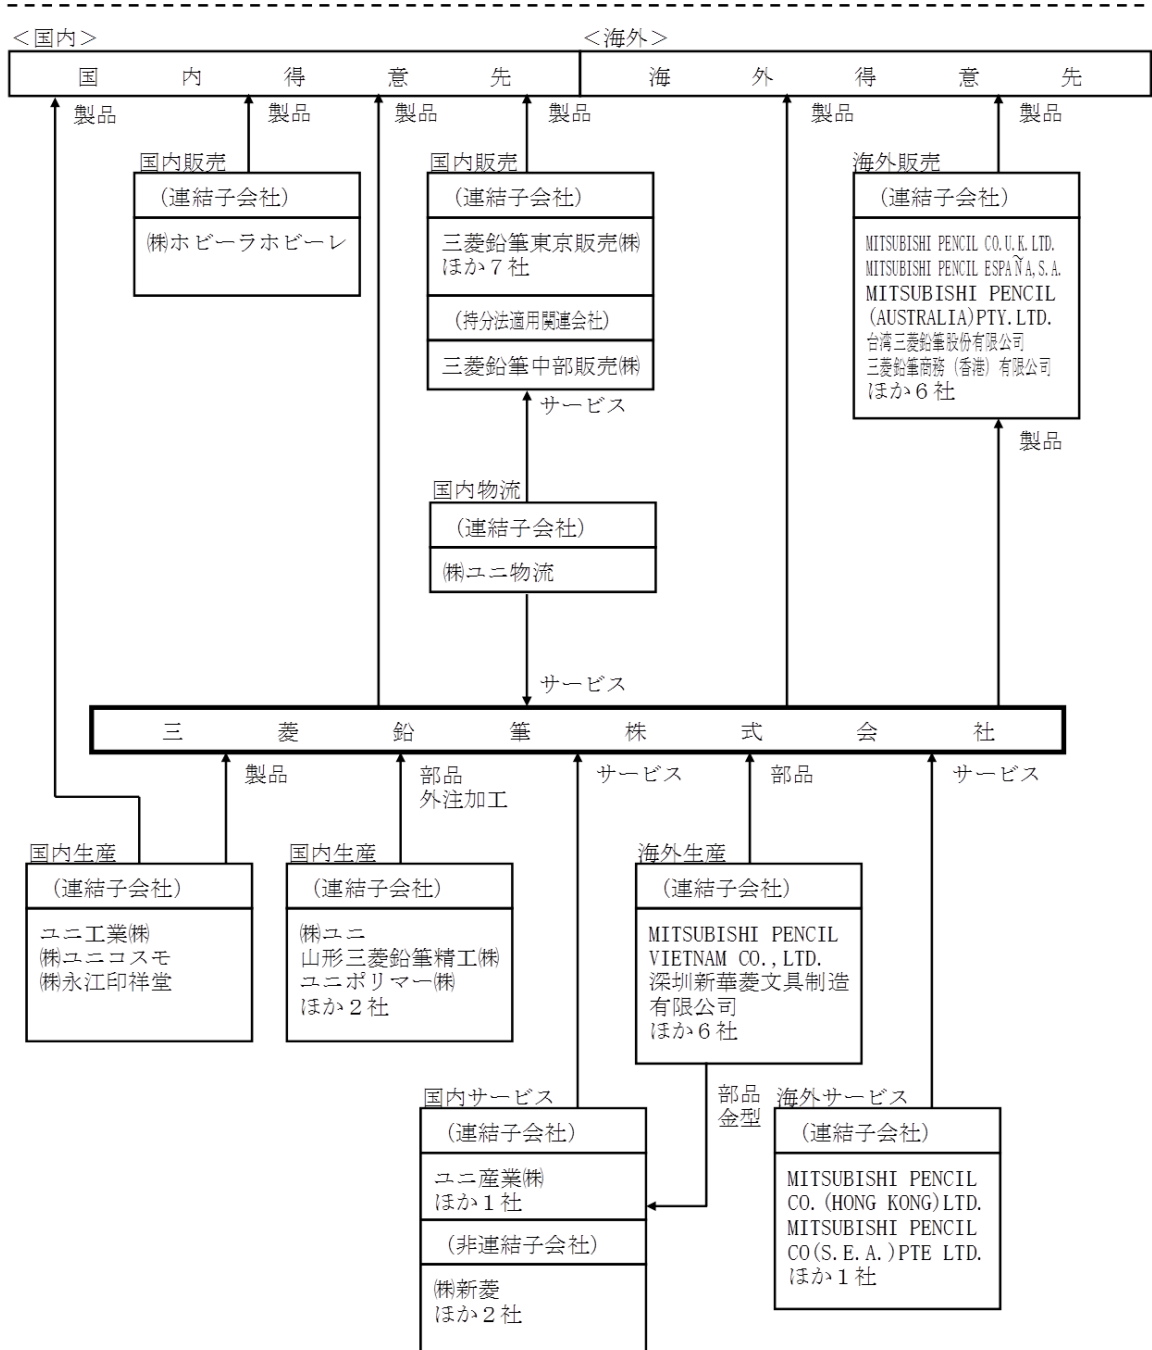 ＜国内＞
＜海外＞
国内得意先
海外得意先
製品
製品
製品
製品
製品
製品
国内販売
(連結子会社)
㈱ホビーラホビーレ
国内販売
(連結子会社)
三菱鉛筆東京販売㈱
ほか７社
(持分法適用関連会社)
三菱鉛筆中部販売㈱
海外販売
(連結子会社)
MITSUBISHI PENCIL CO.U.K.LTD.
MITSUBISHI PENCIL ESPAÑA,S.A.
MITSUBISHI PENCIL
(AUSTRALIA)PTY.LTD.
台湾三菱鉛筆股份有限公司
三菱鉛筆商務（香港）有限公司
ほか６社
サービス
製品
国内物流
(連結子会社)
㈱ユニ物流
サービス
三菱鉛筆株式会社
製品
部品
外注加工
サービス
部品
サービス
国内生産
(連結子会社)
ユニ工業㈱
㈱ユニコスモ
㈱永江印祥堂
国内生産
(連結子会社)
㈱ユニ
山形三菱鉛筆精工㈱
ユニポリマー㈱
ほか２社
海外生産
(連結子会社)
MITSUBISHI PENCIL
VIETNAM CO.,LTD.
深圳新華菱文具制造
有限公司
ほか６社
部品
金型
国内サービス
(連結子会社)
ユニ産業㈱
ほか１社
(非連結子会社)
㈱新菱
ほか２社
海外サービス
(連結子会社)
MITSUBISHI PENCIL
CO.(HONG KONG)LTD.
MITSUBISHI PENCIL
CO(S.E.A.)PTE LTD.
ほか１社